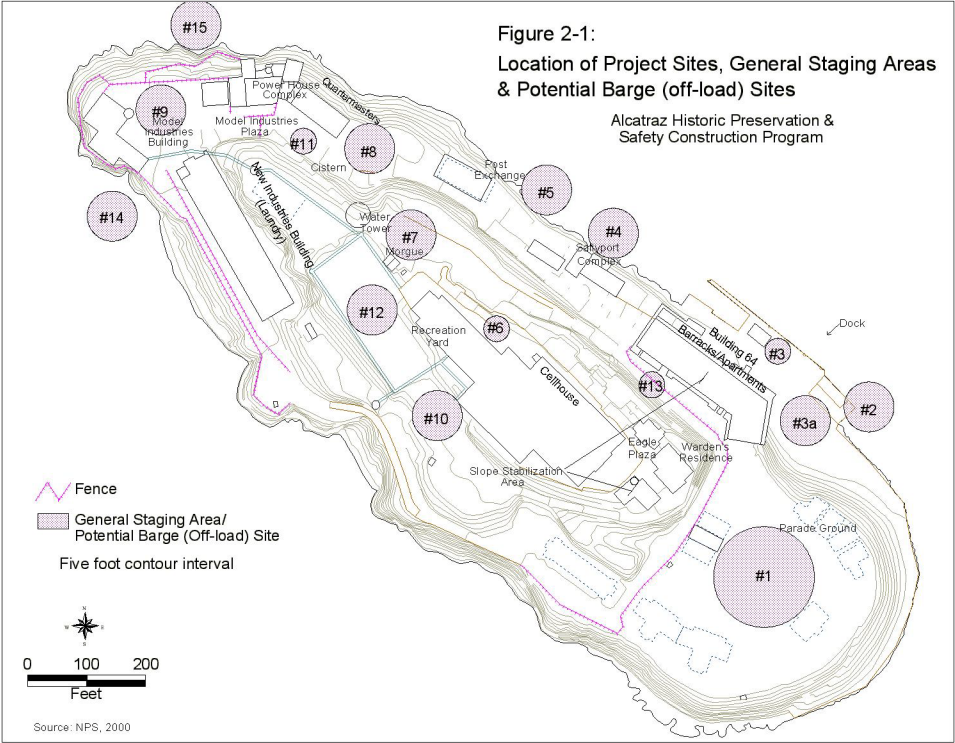 Figure 2-1:
Location of Project Sites, General Staging Areas
& Potential Barge (off-load) Sites
Alcatraz Historic Preservation &
Safety Construction Program
#15
Power House
Complex
Quartermasters
#9
Model
Industries
Building
Model Industries
Plaza
#11
#8
Cistern
Post
Exchange
#5
#14
New Industries Building
(Laundry)
Water
Tower
#7
Morgue
#4
Sallyport
Complex
#12
Recreation
Yard
#6
Cellhouse
Building 64
Barracks/Apartments
#3
Dock
#13
#10
#3a
#2
Eagle
Plaza
Warden's
Residence
Slope Stabilization
Area
Parade Ground
#1
Fence
General Staging Area/
Potential Barge (Off-load) Site
Five foot contour interval
N
W
E
S
0 100 200
Feet
Source: NPS, 2000